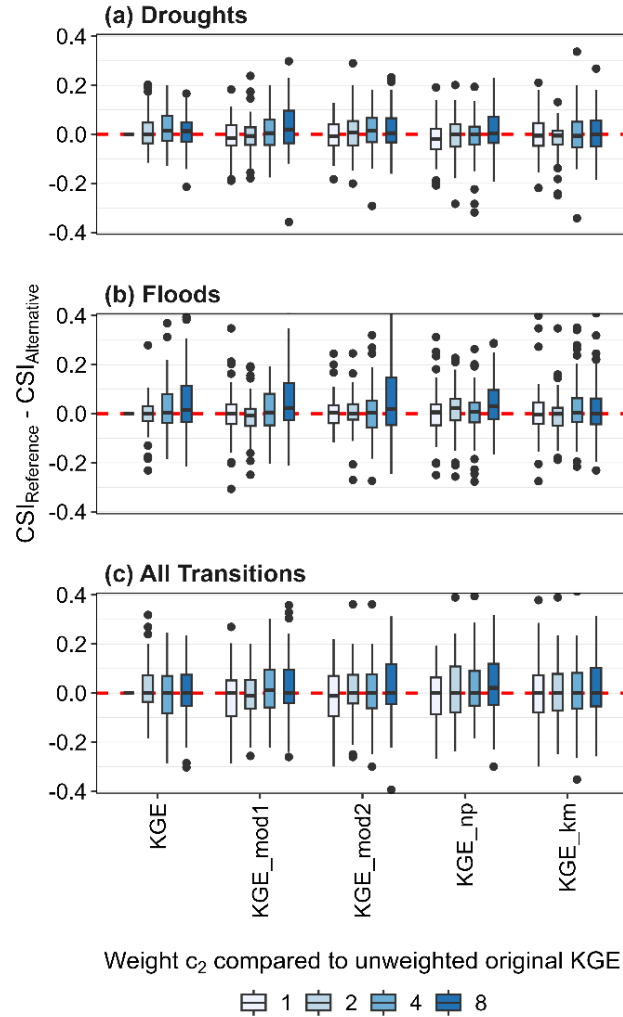 (a) Droughts
0.4
0.2
0.0
-0.2
-0.4
(b) Floods
0.4
0.2
0.0
-0.2
-0.4
CSIReference - CSIAlternative
(c) All Transitions
0.4
0.2
0.0
-0.2
-0.4
KGE
KGE_mod1
KGE_mod2
KGE_np
KGE_km
Weight c2 compared to unweighted original KGE
1 2 4 8